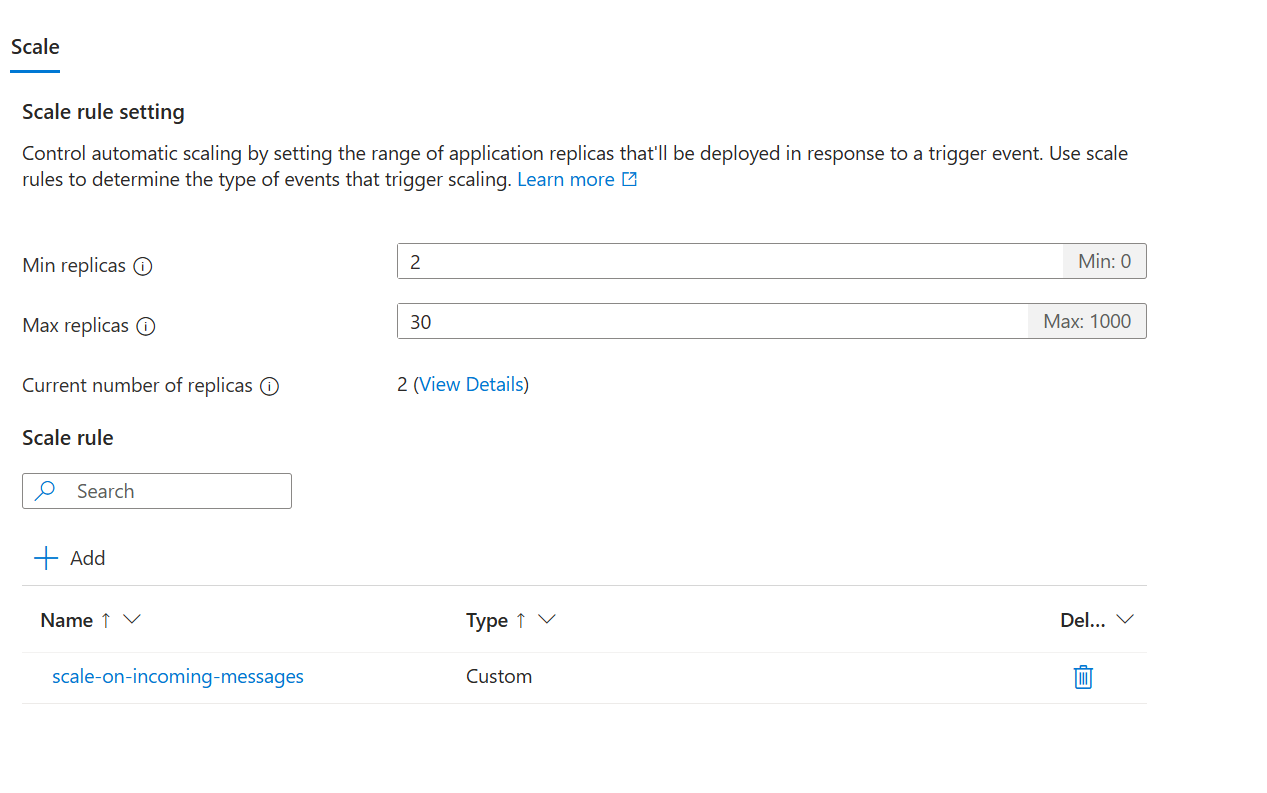 Scale
Scale rule setting
Control automatic scaling by setting the range of application replicas that'll be deployed in response to a trigger event. Use scale
rules to determine the type of events that trigger scaling. Learn more
Min replicas 2 Min: 0
Max replicas 30 Max: 1000
Current number of replicas 2 (View Details)
Scale rule
Search
Add
Name ↑ Type ↑ Del...
scale-on-incoming-messages Custom